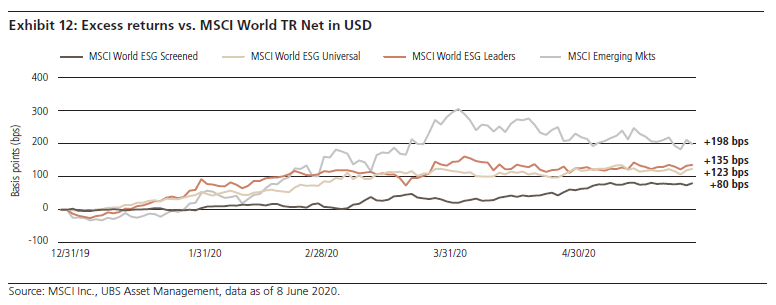 Exhibit 12: Excess returns vs. MSCI World TR Net in USD
MSCI World ESG Screened MSCI World ESG Universal MSCI World ESG Leaders MSCI Emerging Mkts
Basis points (bps)
400
300
200
100
0
-100
+198 bps
+135 bps
+123 bps
+80 bps
12/31/19 1/31/20 2/28/20 3/31/20 4/30/20
Source: MSCI Inc., UBS Asset Management, data as of 8 June 2020.